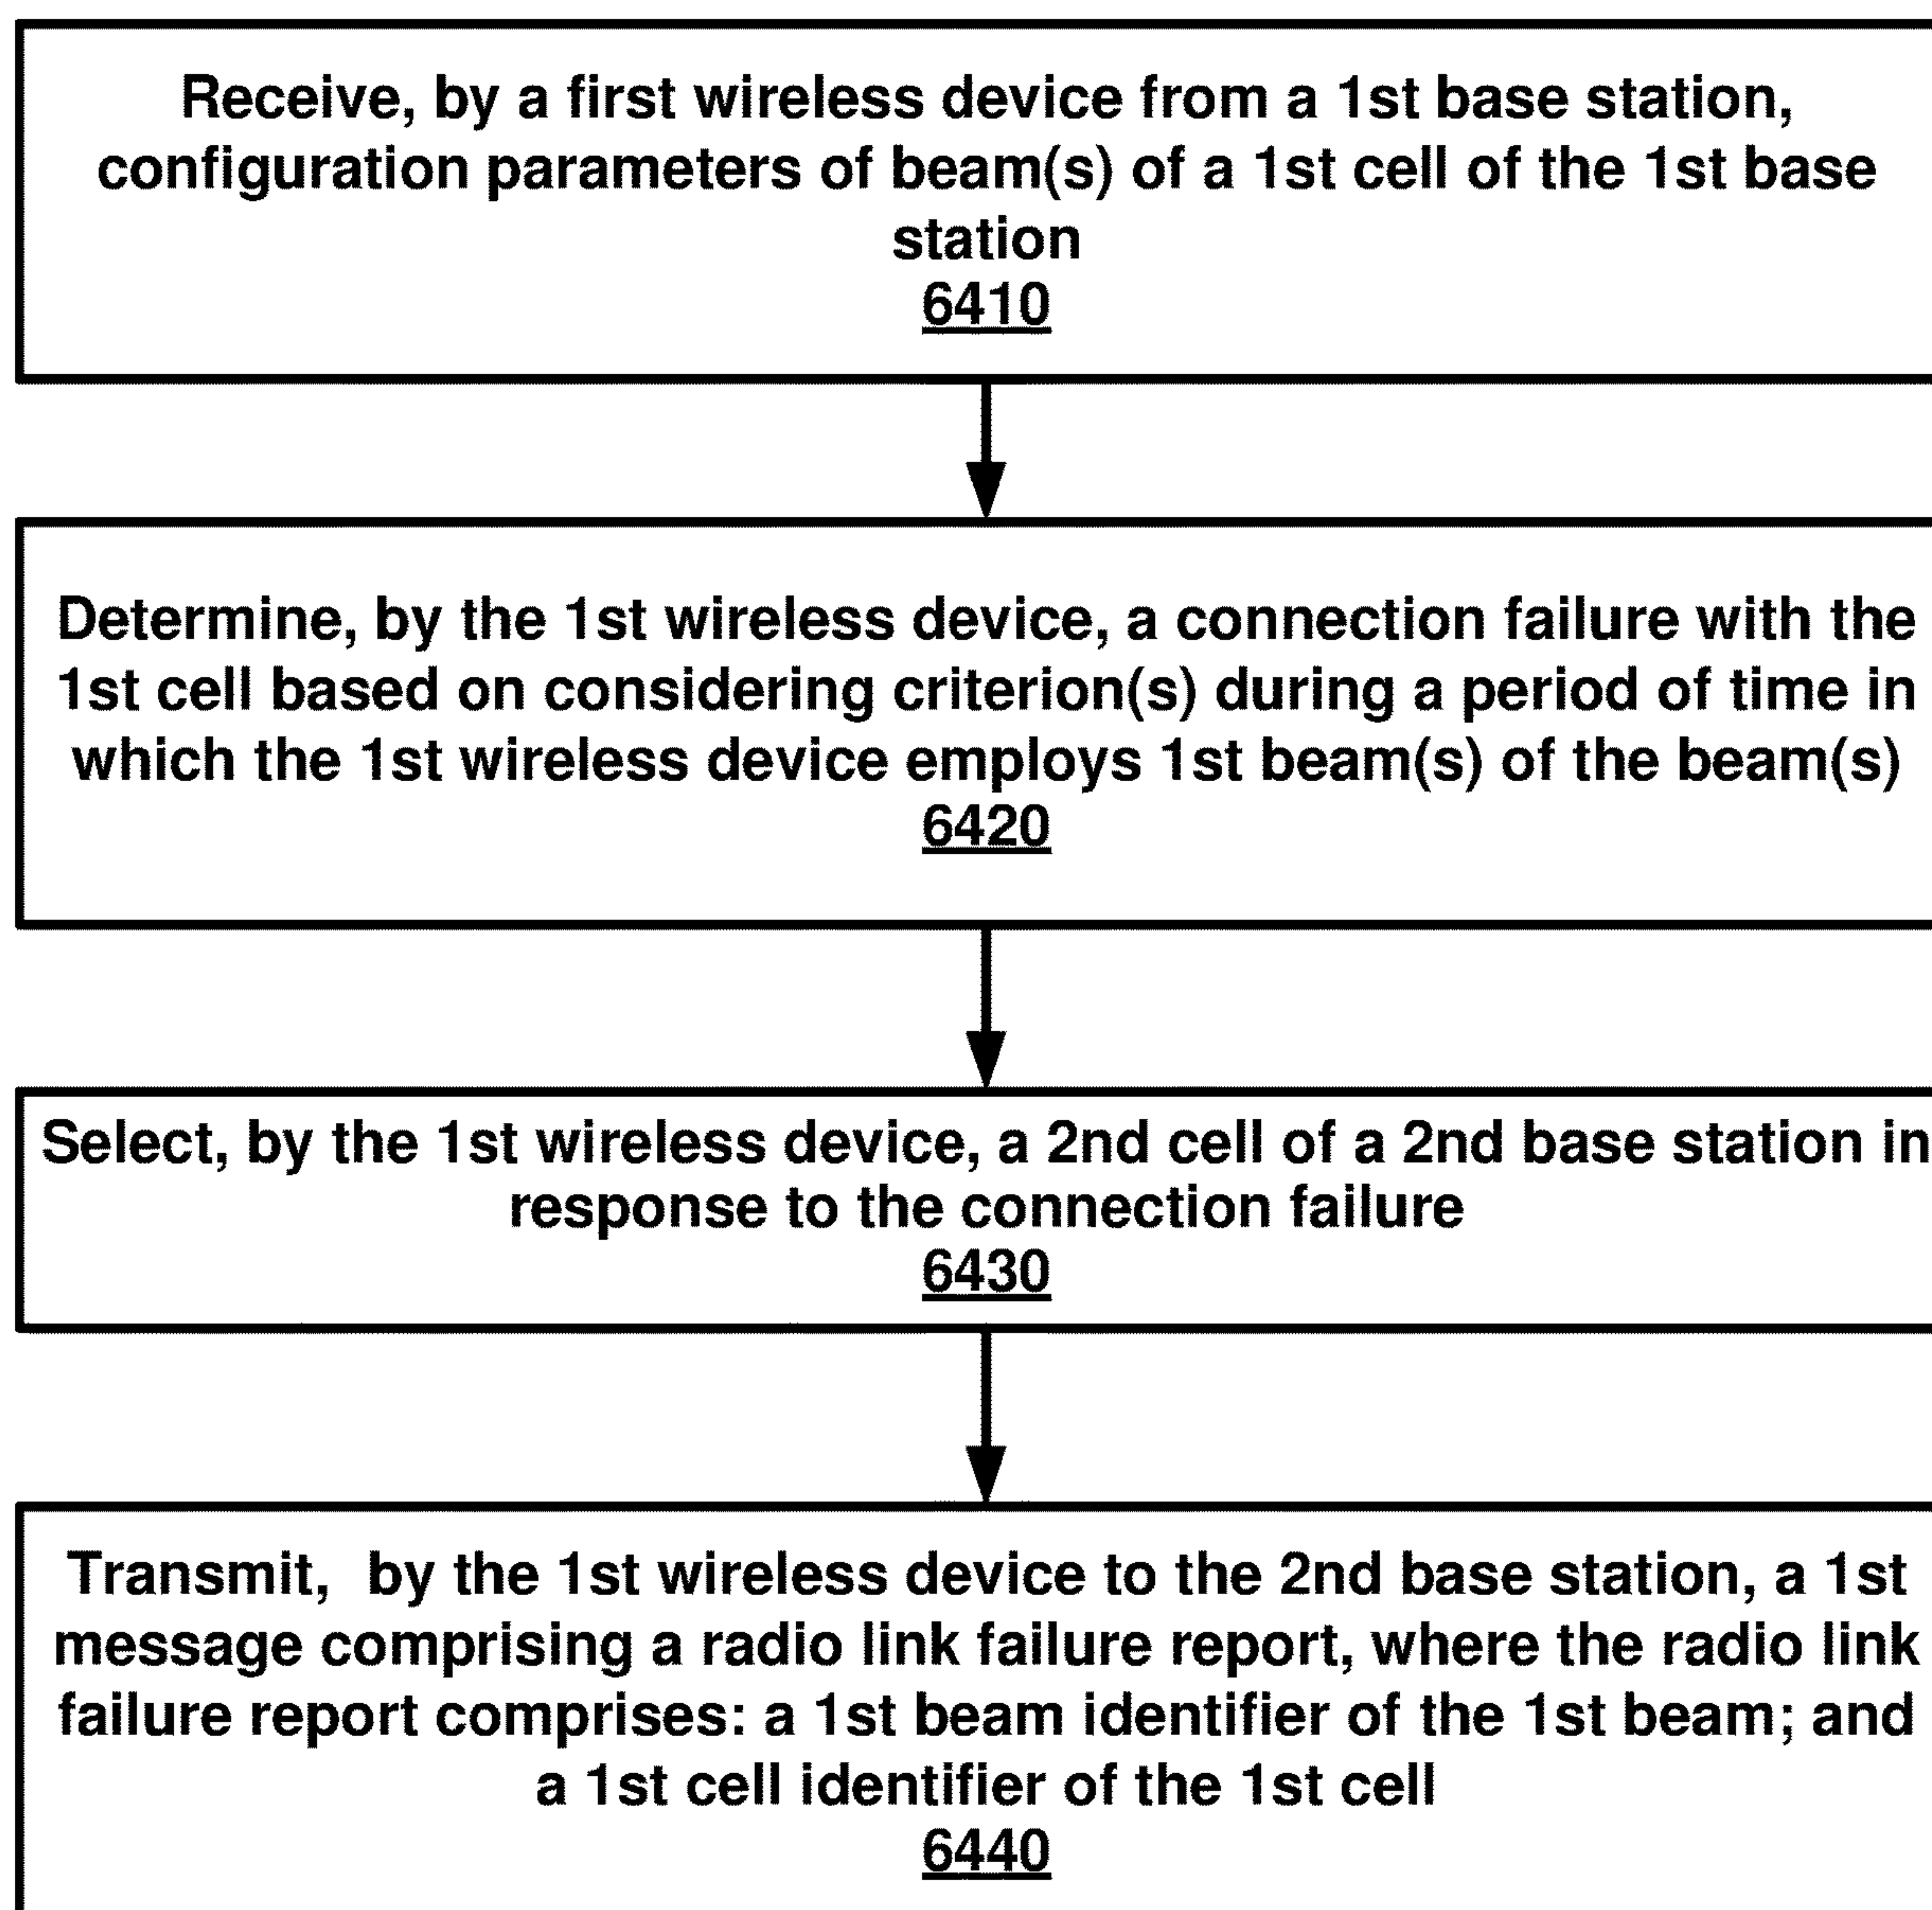 Receive, by a first wireless device from a 1st base station,
configuration parameters of beam(s) of a 1st cell of the 1st base
station
6410
Determine, by the 1st wireless device, a connection failure with the
1st cell based on considering criterion(s) during a period of time in
which the 1st wireless device employs 1st beam(s) of the beam(s)
6420
Select, by the 1st wireless device, a 2nd cell of a 2nd base station in
response to the connection failure
6430
Transmit,  by the 1st wireless device to the 2nd base station, a 1st
message comprising a radio link failure report, where the radio link
failure report comprises: a 1st beam identifier of the 1st beam; and
a 1st cell identifier of the 1st cell
6440